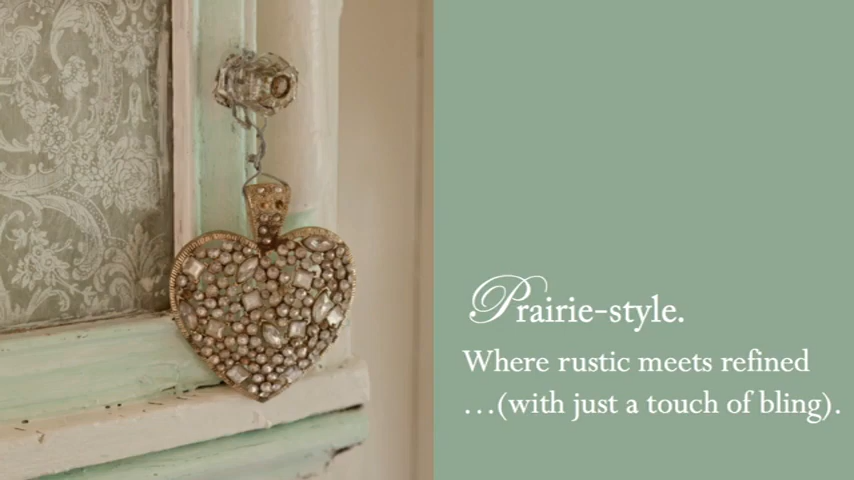 Prairie-style.
Where rustic meets refined
…(with just a touch of bling).